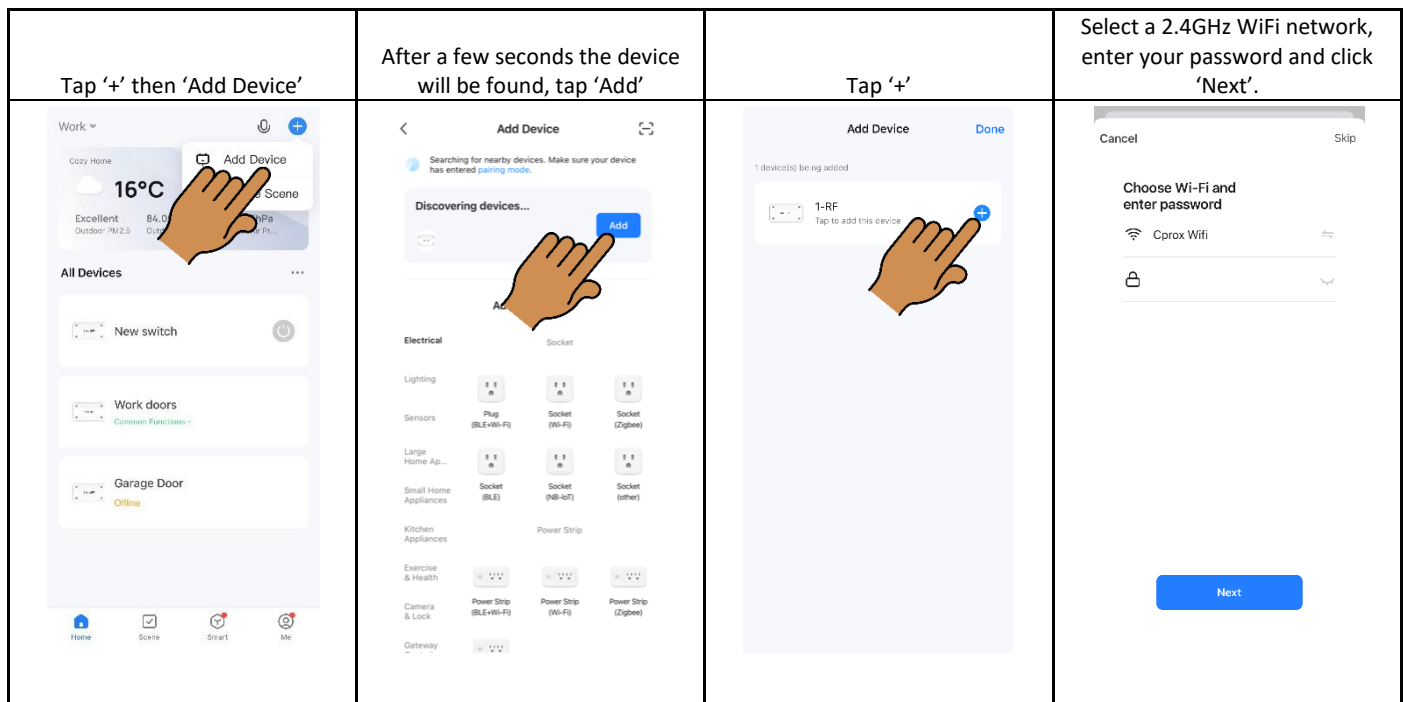 Tap ‘+’ then ‘Add Device’
After a few seconds the device
will be found, tap ‘Add’
Tap ‘+’
Select a 2.4GHz WiFi network,
enter your password and click
‘Next’.
Work
Add Device
Scene
Cozy Home
16°C
Excellent
Outdoor PM2.5
84.0
hPa
All Devices
New switch
Work doors
Common Functions
Garage Door
Offline
Home
Scene
Smart
Me
Add Device
Searching for nearby devices. Make sure your device
has entered pairing mode.
Discovering devices...
Add
Electrical
Socket
Lighting
Sensors
Plug
(BLE+Wi-Fi)
Socket
(Wi-Fi)
Socket
(Zigbee)
Large
Home Ap...
Small Home
Appliances
Socket
(BLE)
Socket
(NB-IoT)
Socket
(other)
Kitchen
Appliances
Power Strip
Exercise
& Health
Camera
& Lock
Power Strip
(BLE+Wi-Fi)
Power Strip
(Wi-Fi)
Power Strip
(Zigbee)
Gateway
Add Device
Done
1 device(s) being added
1-RF
Tap to add this device
Cancel
Skip
Choose Wi-Fi and
enter password
Cprox Wifi
Next